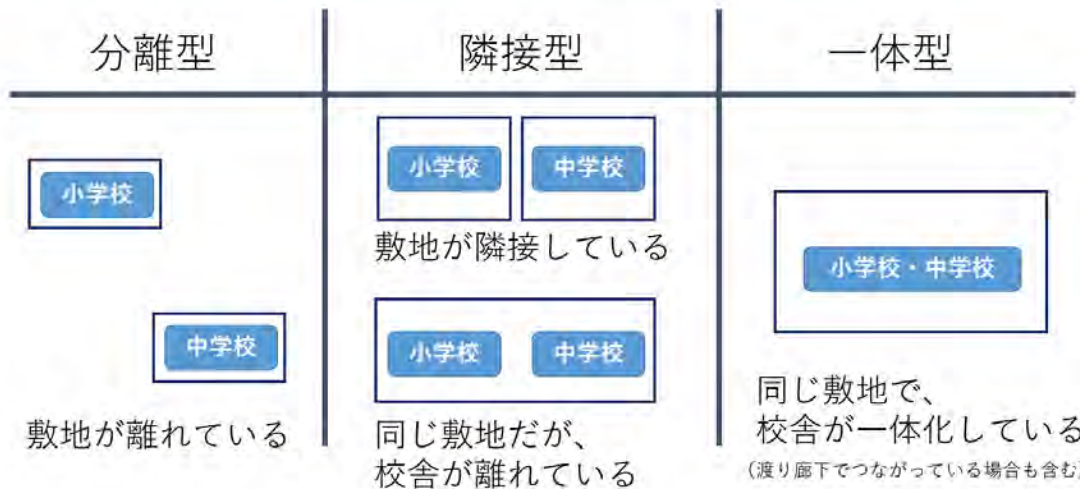 分離型
隣接型
一体型
小学校
中学校
敷地が離れている
小学校
中学校
敷地が隣接している
小学校
中学校
同じ敷地だが、
校舎が離れている
小学校・中学校
同じ敷地で、
校舎が一体化している
（渡り廊下でつながっている場合も含む）